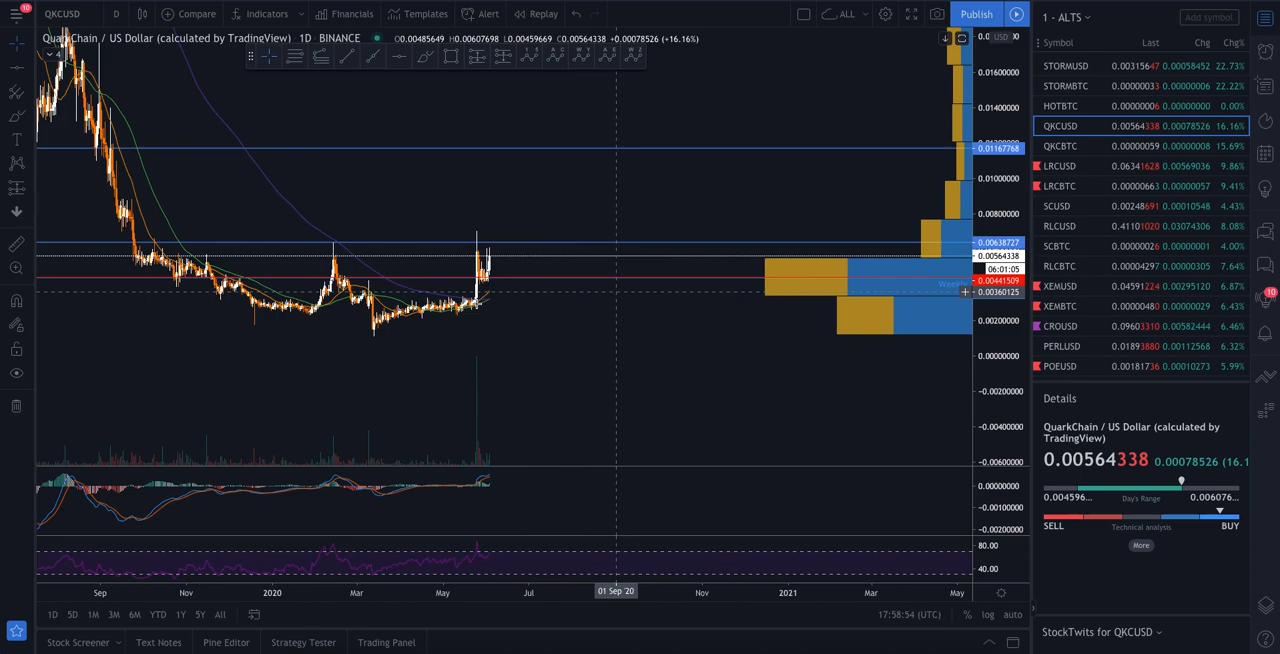 10
QKCUSD D Compare Indicators Financials Templates Alert Replay ALL Publish
QuarkChain / US Dollar (calculated by TradingView) 1D BINANCE O0.00485649 H0.00607698 L0.00459669 C0.00564338 +0.00078526 (+16.16%)
USD
4
1 5 A C W Y A E W Z
0.01600000
0.01400000
0.01167768
0.01000000
0.00800000
0.00638727
0.00564338
06:01:05
0.00441509
0.00360125
0.00200000
0.00000000
-0.00200000
-0.00400000
-0.00600000
0.00000000
-0.00100000
-0.00200000
80.00
40.00
Sep Nov 2020 Mar May Jul 01 Sep '20 Nov 2021 Mar May
1D 5D 1M 3M 6M YTD 1Y 5Y All 17:58:54 (UTC) % log auto
Stock Screener Text Notes Pine Editor Strategy Tester Trading Panel
1 - ALTS Add symbol
Symbol Last Chg Chg%
STORMUSD 0.00315647 0.00058452 22.73%
STORMBTC 0.00000033 0.00000006 22.22%
HOTBTC 0.00000006 0.00000000 0.00%
QKCUSD 0.00564338 0.00078526 16.16%
QKCBTC 0.00000059 0.00000008 15.69%
LRCUSD 0.06341628 0.00569036 9.86%
LRCBTC 0.00000663 0.00000057 9.41%
SCUSD 0.00248691 0.00010548 4.43%
RLCUSD 0.41101020 0.03074306 8.08%
SCBTC 0.00000026 0.00000001 4.00%
RLCBTC 0.00004297 0.00000305 7.64%
XEMUSD 0.04591224 0.00295120 6.87%
XEMBTC 0.00000480 0.00000029 6.43%
CROUSD 0.09603310 0.00582444 6.46%
PERLUSD 0.01893880 0.00112568 6.32%
POEUSD 0.00181736 0.00010273 5.99%
10
Details
QuarkChain / US Dollar (calculated by
TradingView)
0.00564338 0.00078526 (16.1
0.004596... Day's Range 0.006076...
SELL Technical analysis BUY
More
StockTwits for QKCUSD